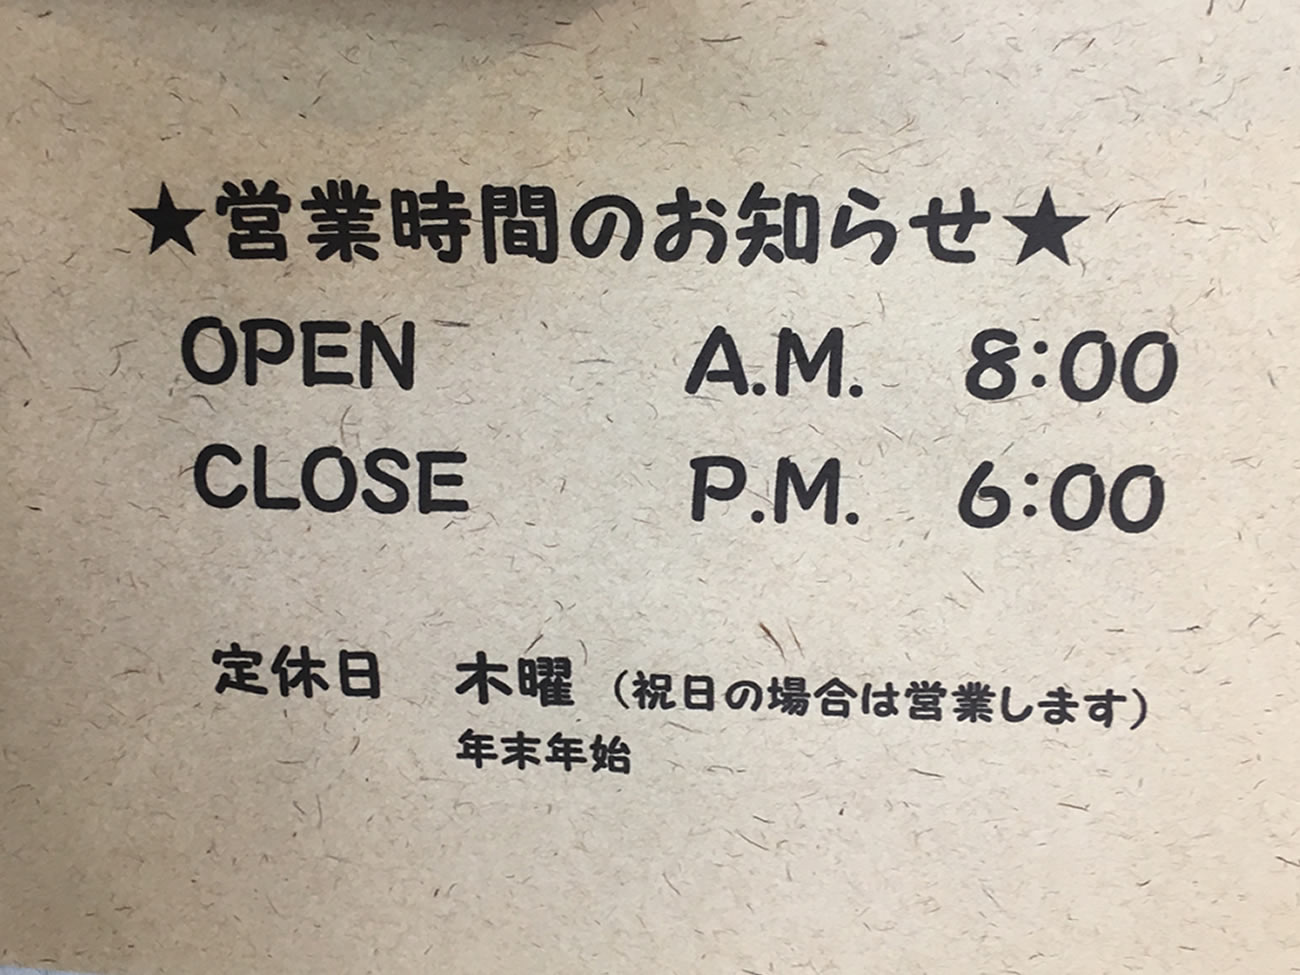 ★営業時間のお知らせ★
OPEN A.M. 8:00
CLOSE P.M. 6:00
定休日 木曜 （祝日の場合は営業します）
年末年始